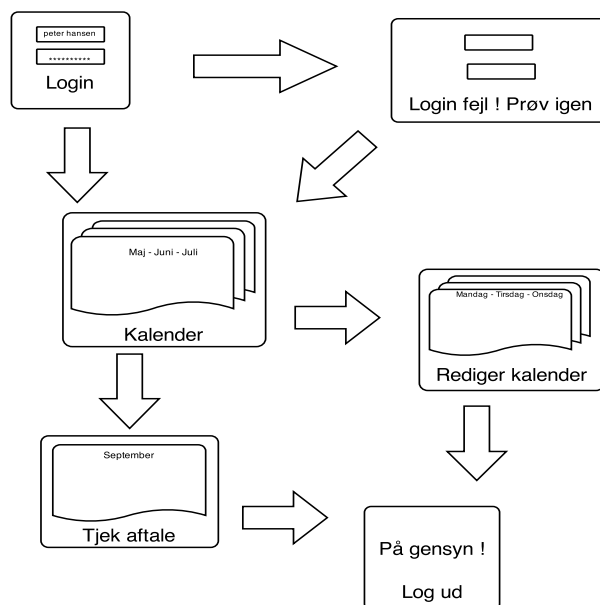 peter hansen
**********
Login
Login fejl ! Prøv igen
Maj - Juni - Juli
Kalender
Mandag - Tirsdag - Onsdag
Rediger kalender
September
Tjek aftale
På gensyn !
Log ud